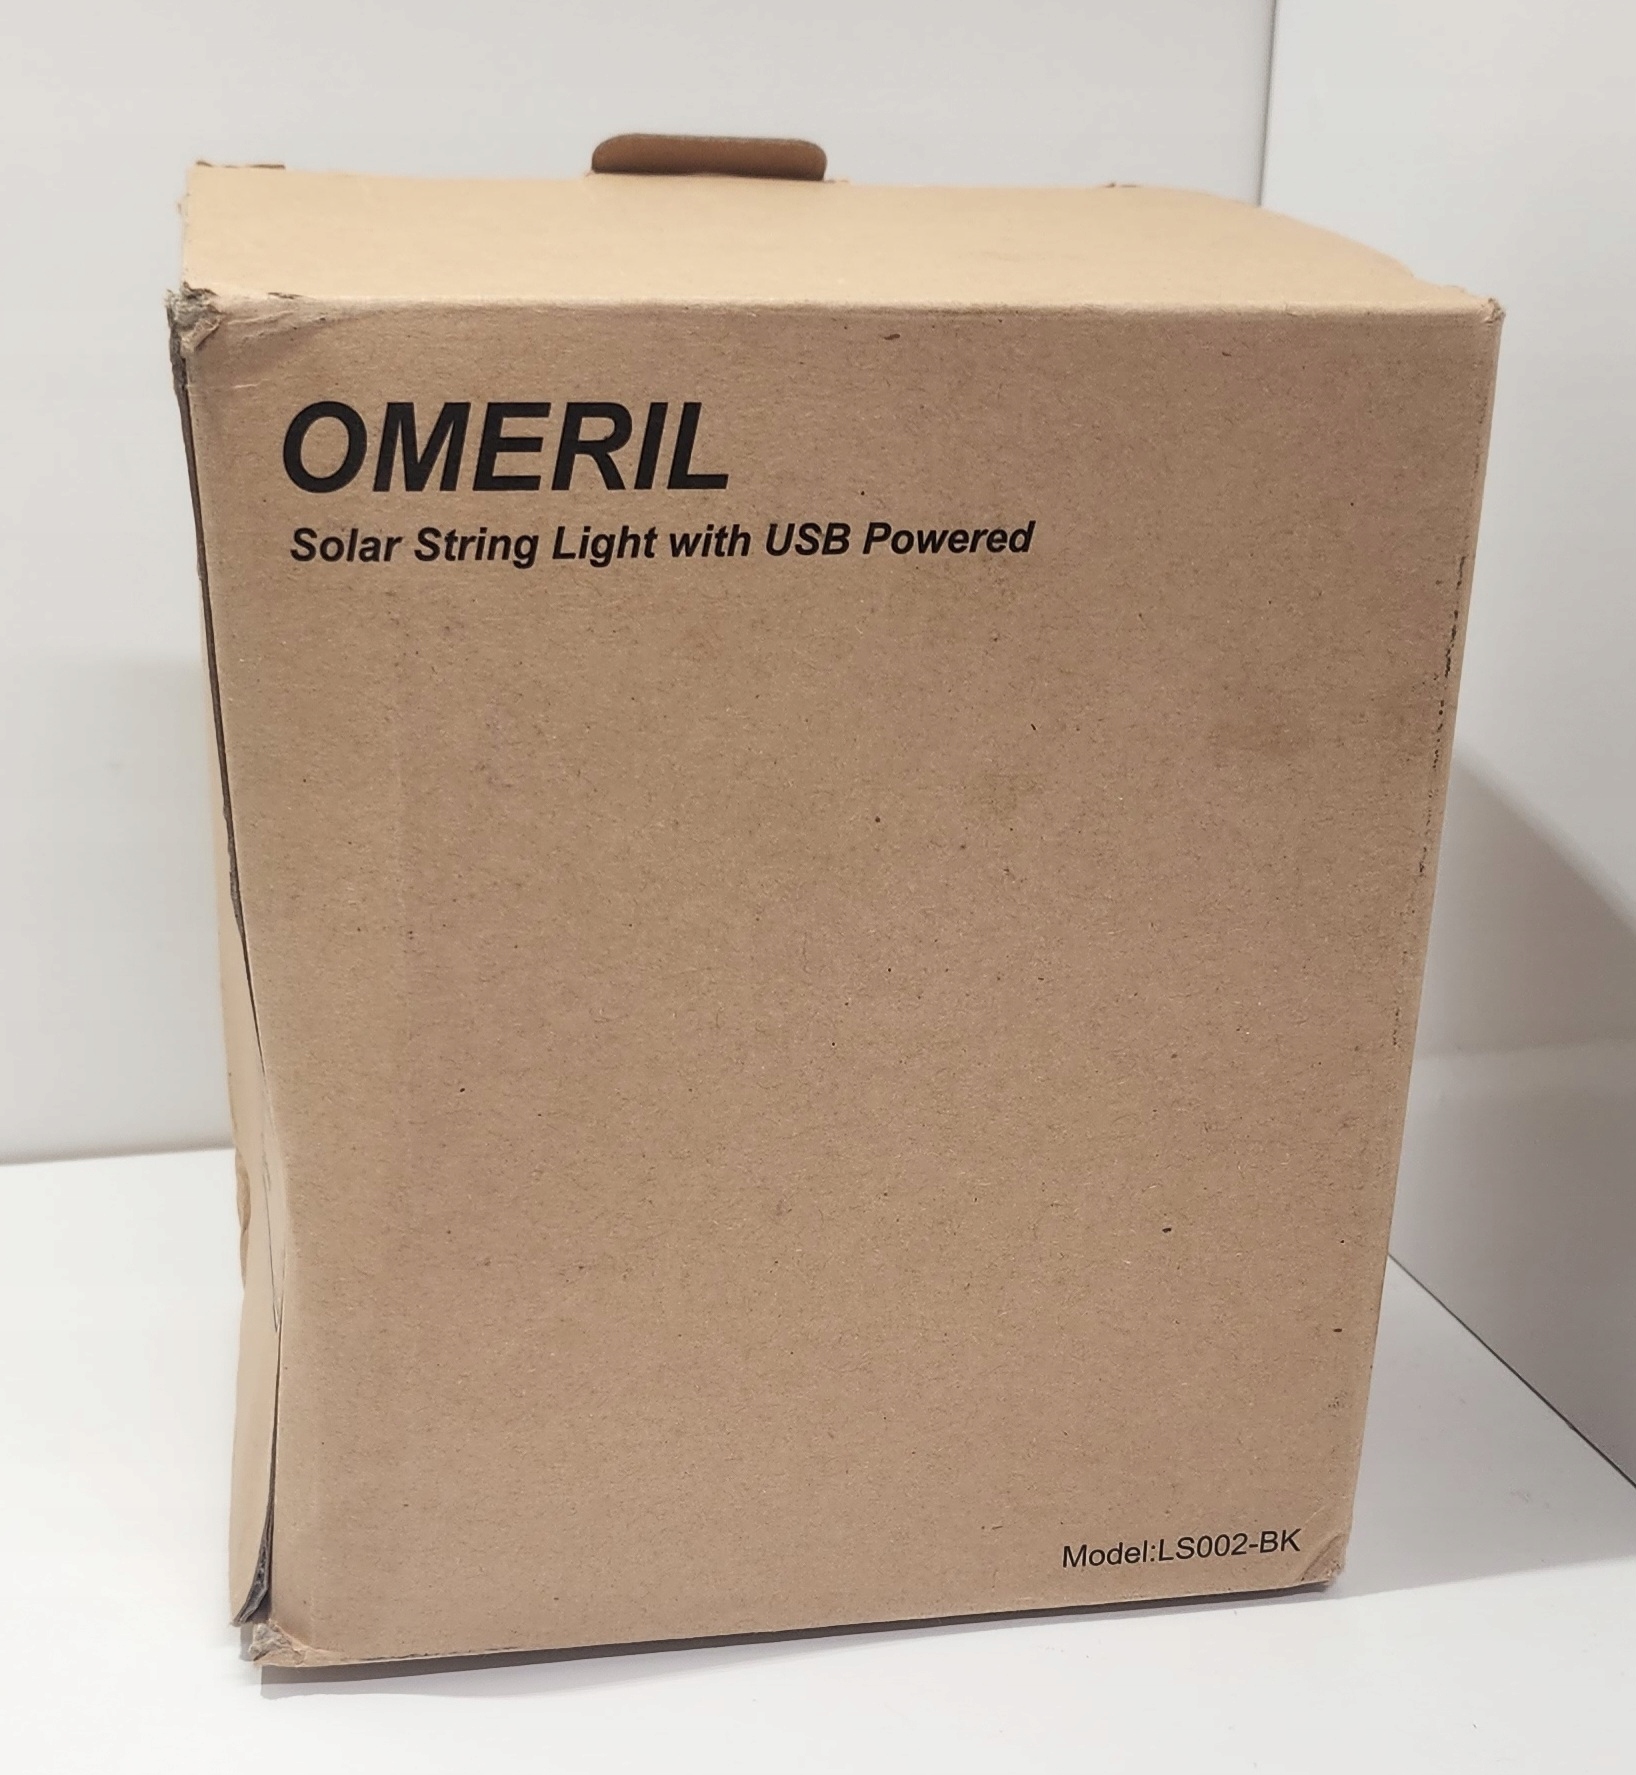 OMERIL
Solar String Light with USB Powered
Model:LS002-BK